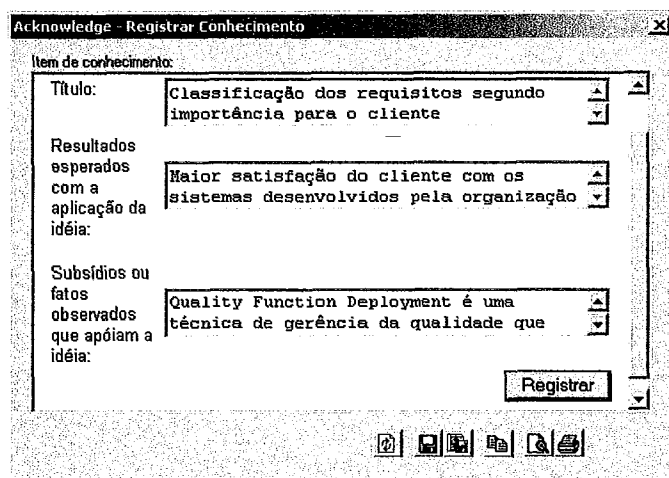 Acknowledge - Registrar Conhecimento
Item de conhecimento:
Título:
Classificação dos requisitos segundo
importância para o cliente
Resultados
esperados
com a
aplicação da
idéia:
Maior satisfação do cliente com os
sistemas desenvolvidos pela organização
Subsídios ou
fatos
observados
que apóiam a
idéia:
Quality Function Deployment é uma
técnica de gerência da qualidade que
Registrar